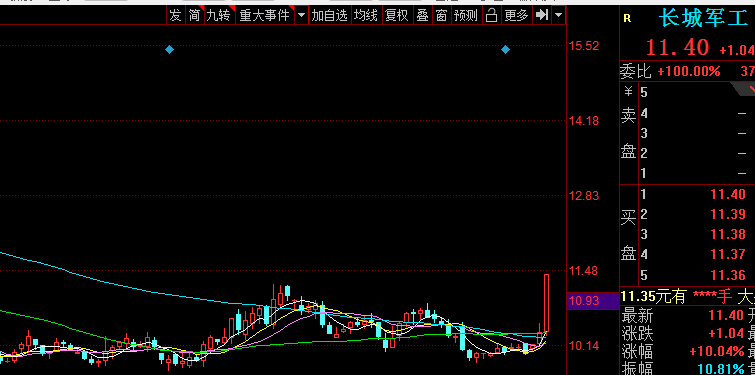 发 简 九转 重大事件 加自选 均线 复权 叠 窗 预测 更多
R 长城军工
11.40 +1.04
委比 +100.00% 37
15.52
14.18
12.83
11.48
10.93
10.14
卖盘
¥ 5
4 —
3 —
2 —
1 —
买盘
1 11.40
2 11.39
3 11.38
4 11.37
5 11.36
11.35元有 ****手 大
最新 11.40 开
涨跌 +1.04 最
涨幅 +10.04% 最
振幅 10.81%